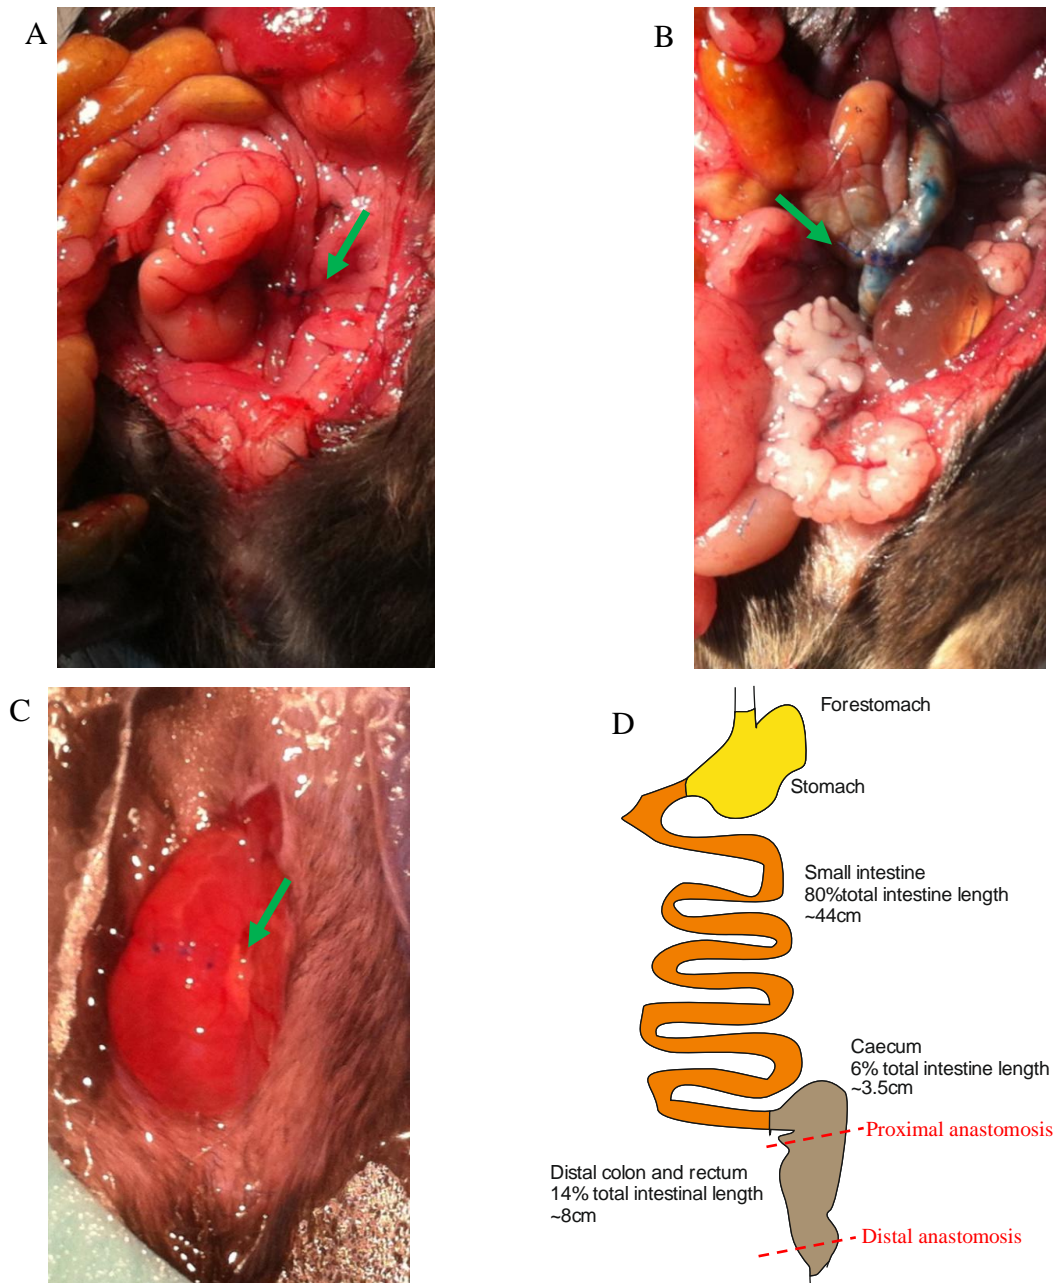 A
B
C
D
Forestomach
Stomach
Small intestine
80%total intestine length
~44cm
Caecum
6% total intestine length
~3.5cm
Proximal anastomosis
Distal colon and rectum
14% total intestinal length
~8cm
Distal anastomosis